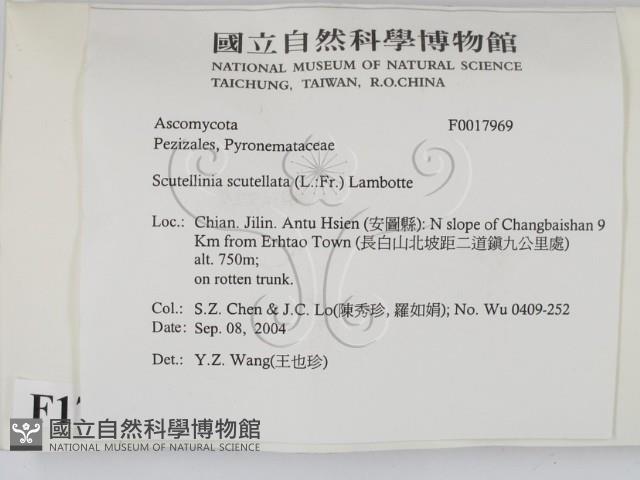 國立自然科學博物館
NATIONAL MUSEUM OF NATURAL SCIENCE
TAICHUNG, TAIWAN, R.O.CHINA
Ascomycota F0017969
Pezizales, Pyronemataceae
Scutellinia scutellata (L.:Fr.) Lambotte
Loc.: Chian. Jilin. Antu Hsien (安圖縣): N slope of Changbaishan 9
Km from Erhtao Town (長白山北坡距二道鎮九公里處)
alt. 750m;
on rotten trunk.
Col.: S.Z. Chen & J.C. Lo(陳秀珍, 羅如娟); No. Wu 0409-252
Date: Sep. 08, 2004
Det.: Y.Z. Wang(王也珍)
國立自然科學博物館
NATIONAL MUSEUM OF NATURAL SCIENCE